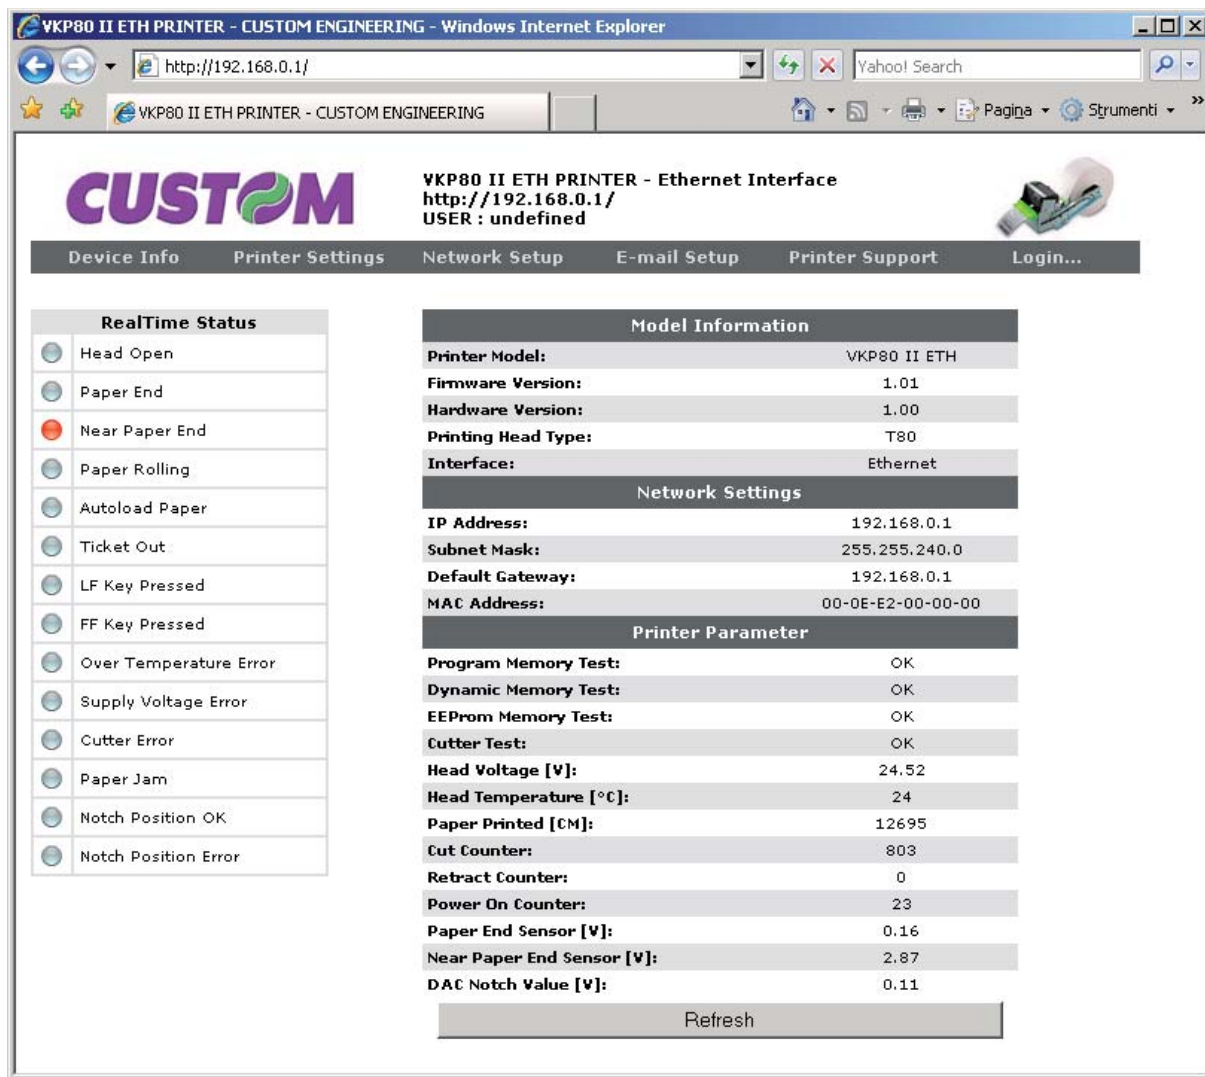 VKP80 II ETH PRINTER - CUSTOM ENGINEERING - Windows Internet Explorer
http://192.168.0.1/
Yahoo! Search
VKP80 II ETH PRINTER - CUSTOM ENGINEERING
Pagina
Strumenti
»
CUSTOM
VKP80 II ETH PRINTER - Ethernet Interface
http://192.168.0.1/
USER : undefined
Device Info Printer Settings Network Setup E-mail Setup Printer Support Login...
RealTime Status
Head Open
Paper End
Near Paper End
Paper Rolling
Autoload Paper
Ticket Out
LF Key Pressed
FF Key Pressed
Over Temperature Error
Supply Voltage Error
Cutter Error
Paper Jam
Notch Position OK
Notch Position Error
Model Information
Printer Model: VKP80 II ETH
Firmware Version: 1.01
Hardware Version: 1.00
Printing Head Type: T80
Interface: Ethernet
Network Settings
IP Address: 192.168.0.1
Subnet Mask: 255.255.240.0
Default Gateway: 192.168.0.1
MAC Address: 00-0E-E2-00-00-00
Printer Parameter
Program Memory Test: OK
Dynamic Memory Test: OK
EEProm Memory Test: OK
Cutter Test: OK
Head Voltage [V]: 24.52
Head Temperature [°C]: 24
Paper Printed [CM]: 12695
Cut Counter: 803
Retract Counter: 0
Power On Counter: 23
Paper End Sensor [V]: 0.16
Near Paper End Sensor [V]: 2.87
DAC Notch Value [V]: 0.11
Refresh